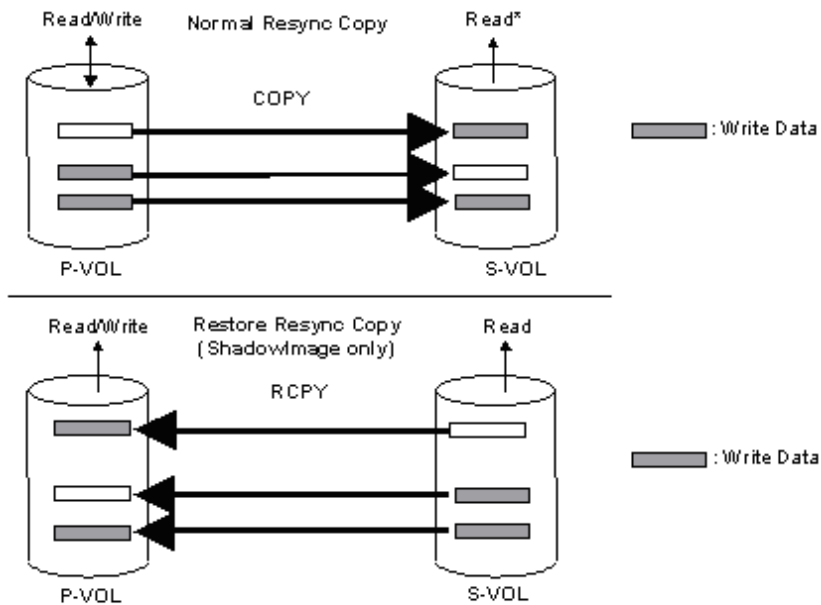 Read/Write
Normal Resync Copy
Read*
COPY
: Write Data
P-VOL
S-VOL
Read/Write
Restore Resync Copy
(ShadowImage only)
Read
RCPY
: Write Data
P-VOL
S-VOL